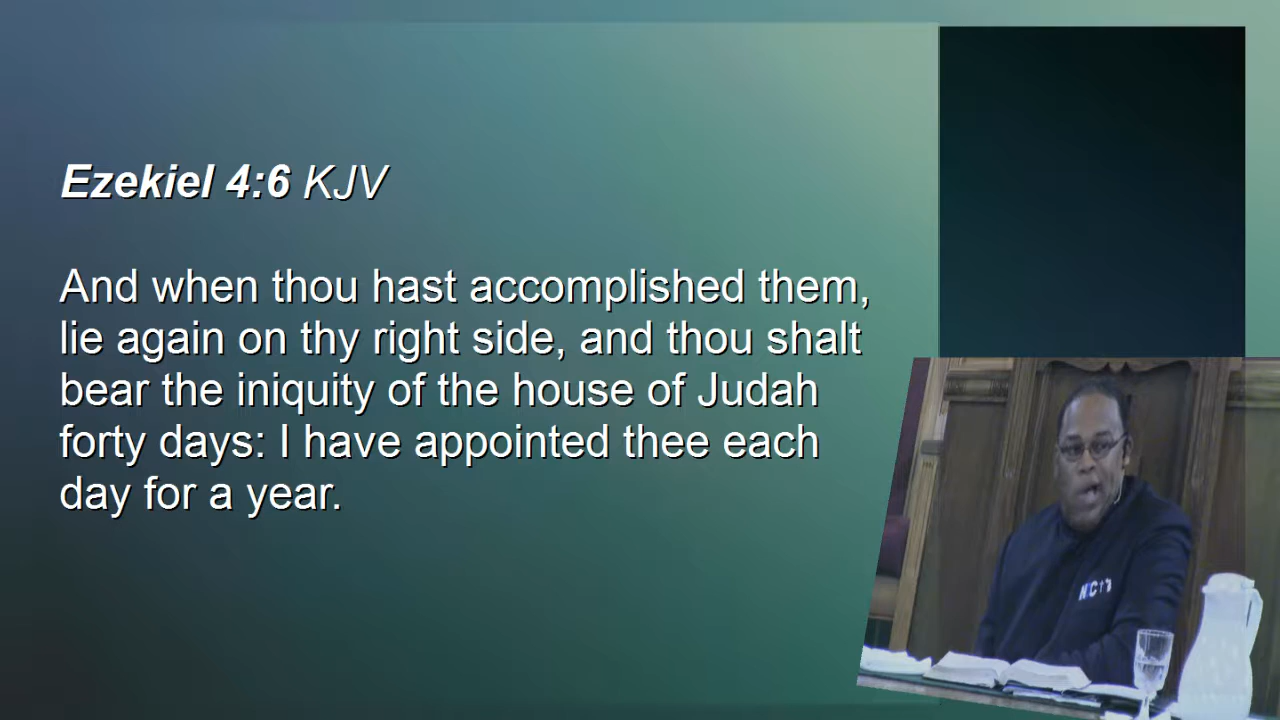 Ezekiel 4:6 KJV
And when thou hast accomplished them,
lie again on thy right side, and thou shalt
bear the iniquity of the house of Judah
forty days: I have appointed thee each
day for a year.